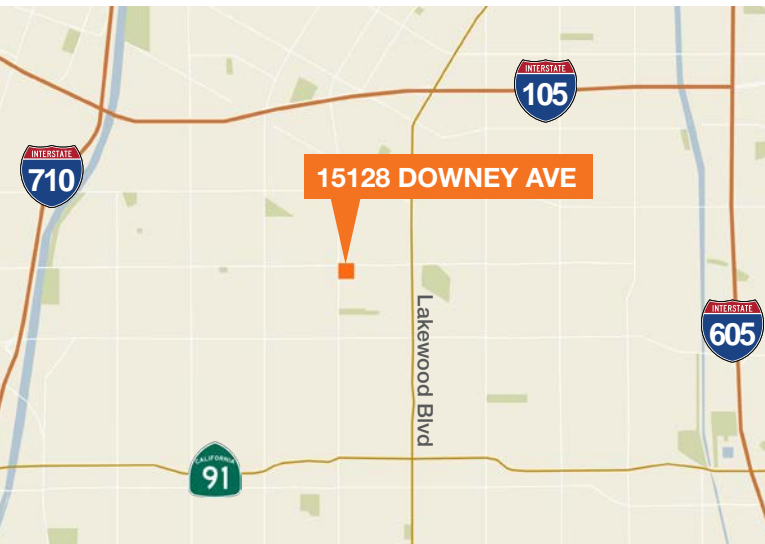 INTERSTATE
105
INTERSTATE
710
15128 DOWNEY AVE
Lakewood Blvd
INTERSTATE
605
CALIFORNIA
91